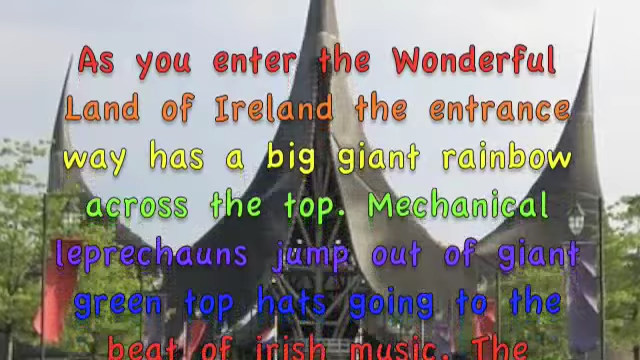 As you enter the Wonderful
Land of Ireland the entrance
way has a big giant rainbow
across the top. Mechanical
leprechauns jump out of giant
green top hats going to the
beat of irish music. The